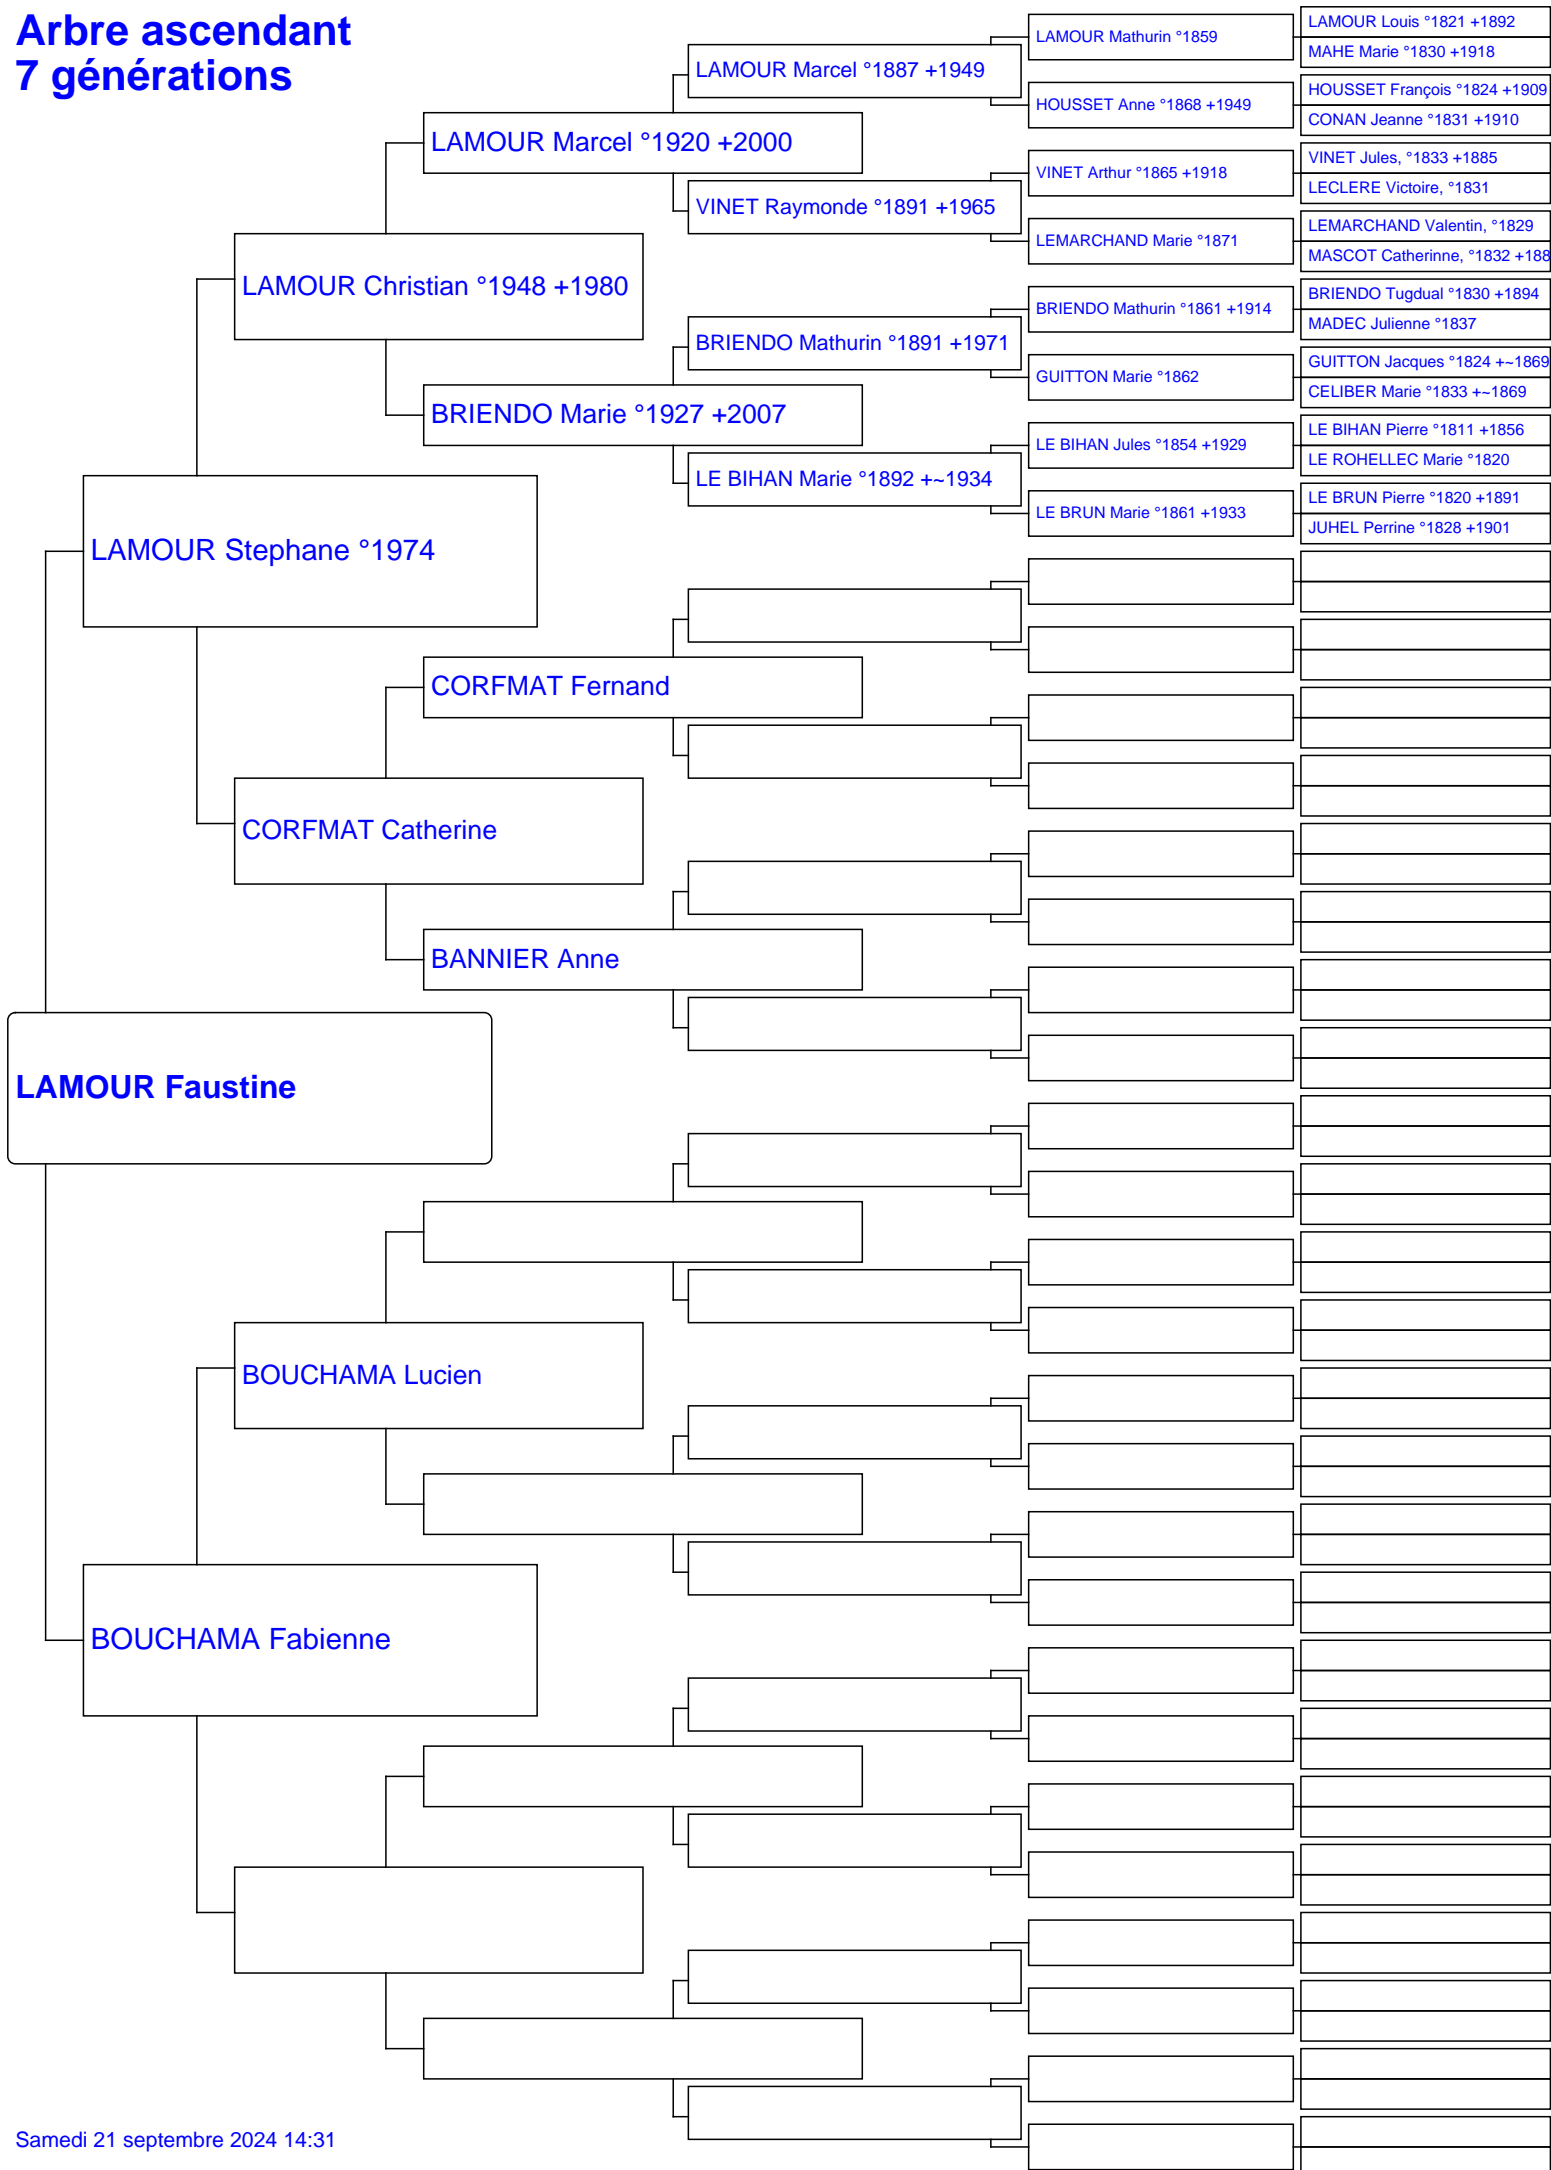 Arbre ascendant
7 générations
LAMOUR Faustine
LAMOUR Stephane °1974
BOUCHAMA Fabienne
LAMOUR Christian °1948 +1980
CORFMAT Catherine
BOUCHAMA Lucien
LAMOUR Marcel °1920 +2000
BRIENDO Marie °1927 +2007
CORFMAT Fernand
BANNIER Anne
LAMOUR Marcel °1887 +1949
VINET Raymonde °1891 +1965
BRIENDO Mathurin °1891 +1971
LE BIHAN Marie °1892 +~1934
LAMOUR Mathurin °1859
HOUSSET Anne °1868 +1949
VINET Arthur °1865 +1918
LEMARCHAND Marie °1871
BRIENDO Mathurin °1861 +1914
GUITTON Marie °1862
LE BIHAN Jules °1854 +1929
LE BRUN Marie °1861 +1933
LAMOUR Louis °1821 +1892
MAHE Marie °1830 +1918
HOUSSET François °1824 +1909
CONAN Jeanne °1831 +1910
VINET Jules, °1833 +1885
LECLERE Victoire, °1831
LEMARCHAND Valentin, °1829
MASCOT Catherinne, °1832 +188
BRIENDO Tugdual °1830 +1894
MADEC Julienne °1837
GUITTON Jacques °1824 +~1869
CELIBER Marie °1833 +~1869
LE BIHAN Pierre °1811 +1856
LE ROHELLEC Marie °1820
LE BRUN Pierre °1820 +1891
JUHEL Perrine °1828 +1901
Samedi 21 septembre 2024 14:31